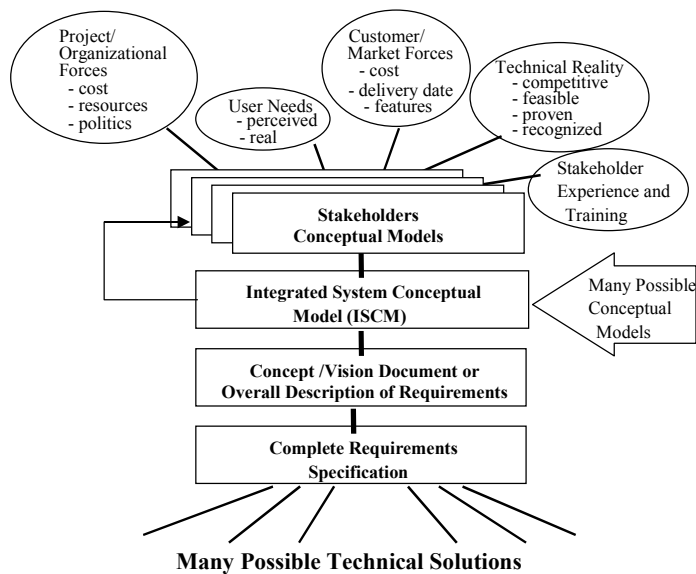 Project/
Organizational
Forces
- cost
- resources
- politics
User Needs
- perceived
- real
Customer/
Market Forces
- cost
- delivery date
- features
Technical Reality
- competitive
- feasible
- proven
- recognized
Stakeholder
Experience and
Training
Stakeholders
Conceptual Models
Integrated System Conceptual
Model (ISCM)
Many Possible
Conceptual
Models
Concept /Vision Document or
Overall Description of Requirements
Complete Requirements
Specification
Many Possible Technical Solutions